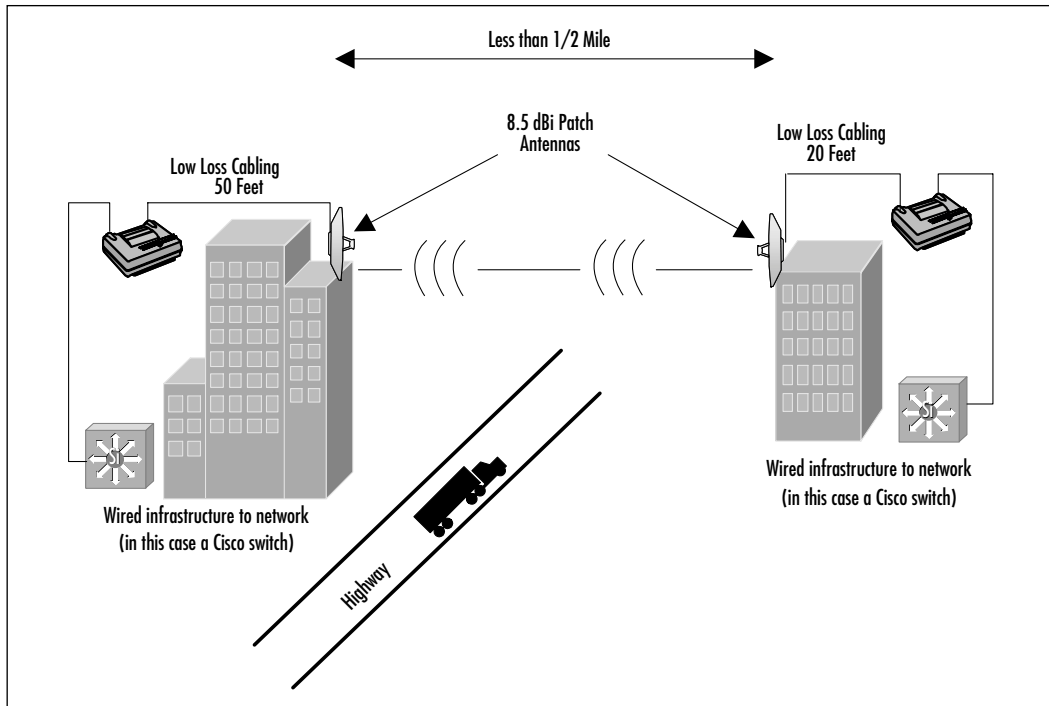 Less than 1/2 Mile
8.5 dBi Patch
Antennas
Low Loss Cabling
50 Feet
Low Loss Cabling
20 Feet
Si
Si
Wired infrastructure to network
(in this case a Cisco switch)
Wired infrastructure to network
(in this case a Cisco switch)
Highway